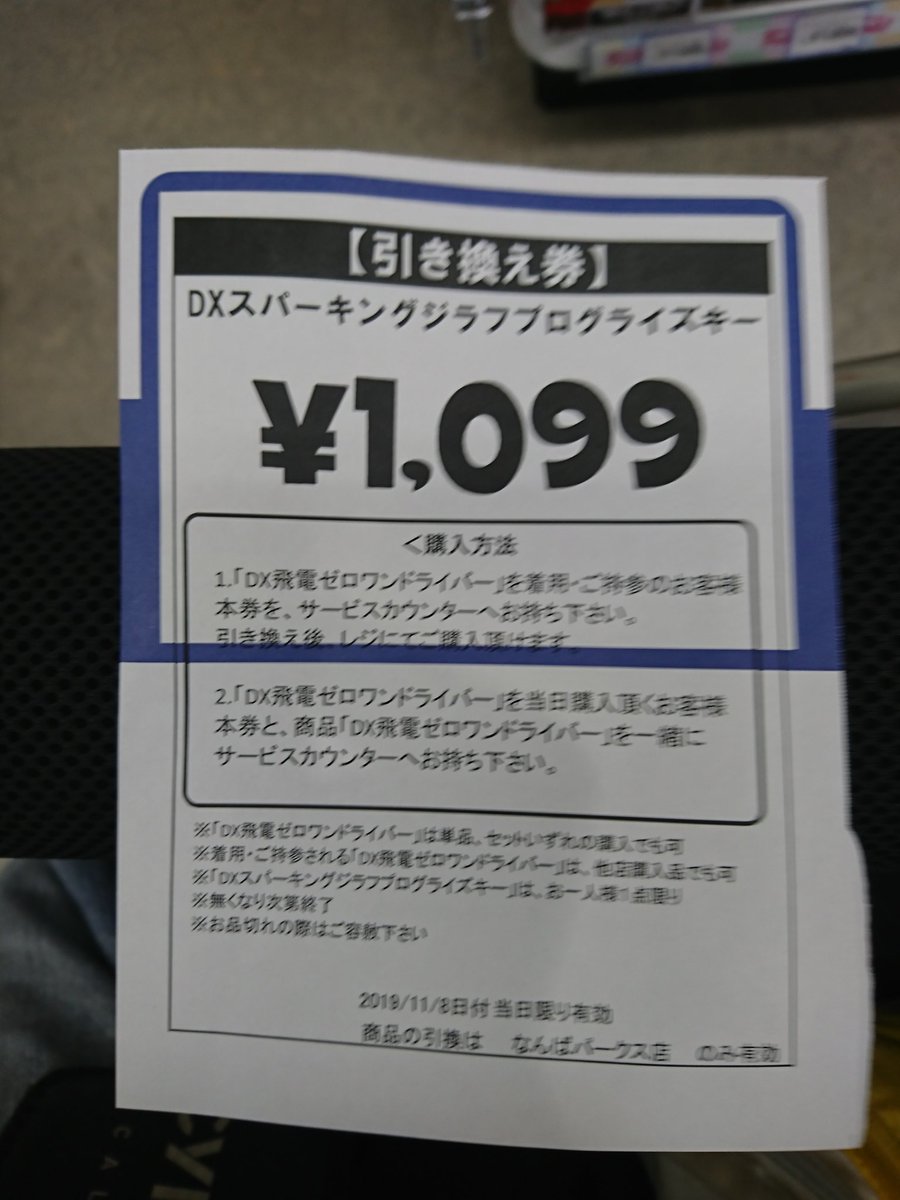 【引き換え券】
DXスパーキングジラフプログライズキー
¥1,099
<購入方法
1.「DX飛電ゼロワンドライバー」を着用・ご持参のお客様
本券を、サービスカウンターへお持ち下さい。
引き換え後、レジにてご購入頂けます。
2.「DX飛電ゼロワンドライバー」を当日購入頂くお客様
本券と、商品「DX飛電ゼロワンドライバー」を一緒に
サービスカウンターへお持ち下さい。
※「DX飛電ゼロワンドライバー」は単品、セットいずれの購入でも可
※着用・ご持参される「DX飛電ゼロワンドライバー」は、他店購入品でも可
※「DXスパーキングジラフプログライズキー」は、お一人様1点限り
※無くなり次第終了
※お品切れの際はご容赦下さい
2019/11/8日付 当日限り有効
商品の引換は なんばパークス店 のみ有効